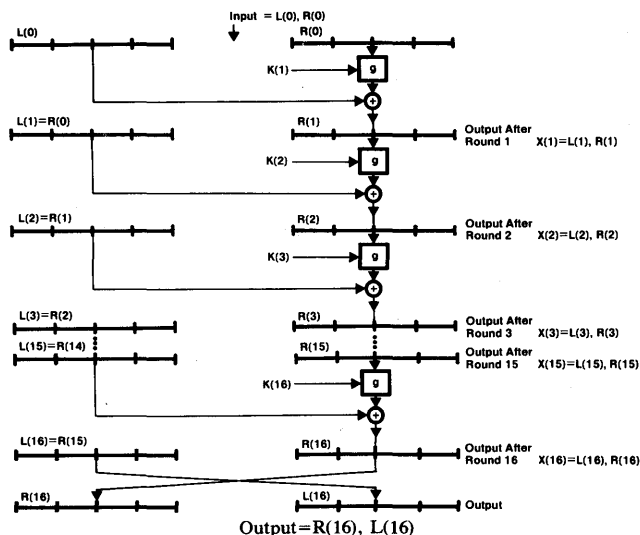 Input = L(0), R(0)
L(0)
R(0)
K(1)
g
+
L(1)=R(0)
R(1)
Output After
Round 1 X(1)=L(1), R(1)
K(2)
g
+
L(2)=R(1)
R(2)
Output After
Round 2 X(2)=L(2), R(2)
K(3)
g
+
L(3)=R(2)
R(3)
Output After
Round 3 X(3)=L(3), R(3)
L(15)=R(14)
R(15)
Output After
Round 15 X(15)=L(15), R(15)
K(16)
g
+
L(16)=R(15)
R(16)
Output After
Round 16 X(16)=L(16), R(16)
R(16)
L(16)
Output
Output=R(16), L(16)